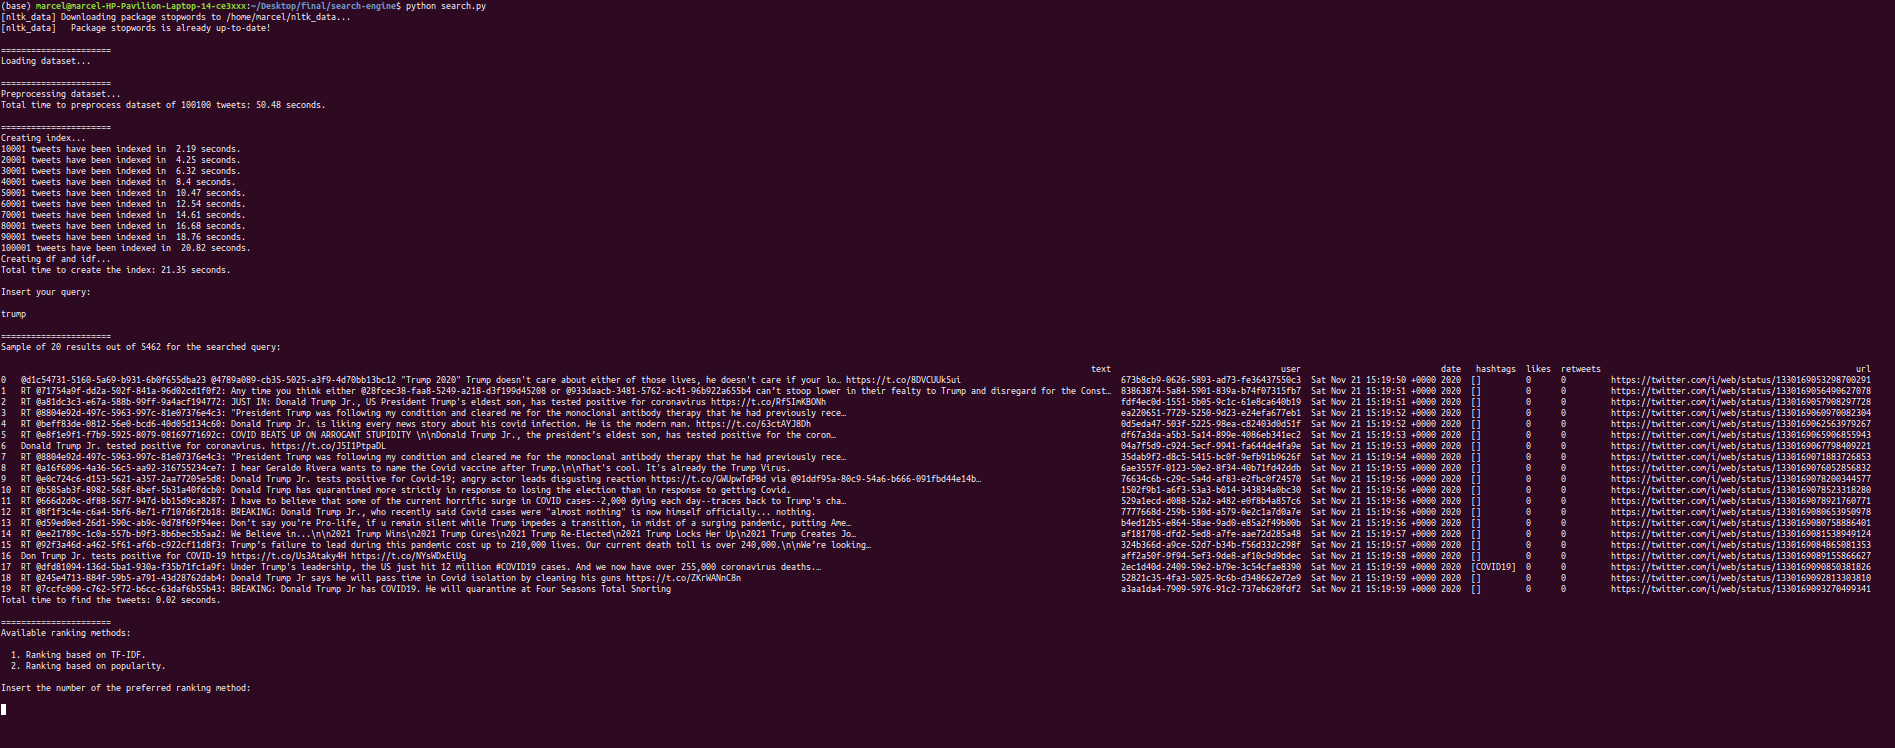 (base) marcel@marcel-HP-Pavilion-Laptop-14-ce3xxx:~/Desktop/final/search-engine$ python search.py
[nltk_data] Downloading package stopwords to /home/marcel/nltk_data...
[nltk_data]   Package stopwords is already up-to-date!
======================
Loading dataset...
======================
Preprocessing dataset...
Total time to preprocess dataset of 100100 tweets: 50.48 seconds.
======================
Creating index...
10001 tweets have been indexed in  2.19 seconds.
20001 tweets have been indexed in  4.25 seconds.
30001 tweets have been indexed in  6.32 seconds.
40001 tweets have been indexed in  8.4 seconds.
50001 tweets have been indexed in  10.47 seconds.
60001 tweets have been indexed in  12.54 seconds.
70001 tweets have been indexed in  14.61 seconds.
80001 tweets have been indexed in  16.68 seconds.
90001 tweets have been indexed in  18.76 seconds.
100001 tweets have been indexed in  20.82 seconds.
Creating df and idf...
Total time to create the index: 21.35 seconds.
Insert your query:
trump
======================
Sample of 20 results out of 5462 for the searched query:
text user date hashtags likes retweets url
0 @d1c54731-5160-5a69-b931-6b0f655dba23 @4789a089-cb35-5025-a3f9-4d70bb13bc12 "Trump 2020" Trump doesn't care about either of those lives, he doesn't care if your lo… https://t.co/8DVCUUk5ui 673b8cb9-0626-5893-ad73-fe36437550c3 Sat Nov 21 15:19:50 +0000 2020 [] 0 0 https://twitter.com/i/web/status/1330169053298700291
1 RT @71754a9f-dd2a-502f-841a-96d02cd1f0f2: Any time you think either @28fcec38-faa8-5249-a218-d3f199d45208 or @933daacb-3481-5762-ac41-96b922a655b4 can't stoop lower in their fealty to Trump and disregard for the Const… 83863874-5a84-5901-839a-b74f07315fb7 Sat Nov 21 15:19:51 +0000 2020 [] 0 0 https://twitter.com/i/web/status/1330169056490627078
2 RT @a81dc3c3-e67a-588b-99ff-9a4acf194772: JUST IN: Donald Trump Jr., US President Trump's eldest son, has tested positive for coronavirus https://t.co/RfSImKBONh fdf4ec0d-1551-5b05-9c1c-61e8ca640b19 Sat Nov 21 15:19:51 +0000 2020 [] 0 0 https://twitter.com/i/web/status/1330169057908297728
3 RT @8804e92d-497c-5963-997c-81e07376e4c3: "President Trump was following my condition and cleared me for the monoclonal antibody therapy that he had previously rece… ea220651-7729-5250-9d23-e24efa677eb1 Sat Nov 21 15:19:52 +0000 2020 [] 0 0 https://twitter.com/i/web/status/1330169060970082304
4 RT @beff83de-0812-56e0-bcd6-40d05d134c60: Donald Trump Jr. is liking every news story about his covid infection. He is the modern man. https://t.co/63ctAYJ8Dh 0d5eda47-503f-5225-98ea-c82403d0d51f Sat Nov 21 15:19:52 +0000 2020 [] 0 0 https://twitter.com/i/web/status/1330169062563979267
5 RT @e8f1e9f1-f7b9-5925-8079-08169771692c: COVID BEATS UP ON ARROGANT STUPIDITY \n\nDonald Trump Jr., the president’s eldest son, has tested positive for the coron… df67a3da-a5b3-5a14-899e-4086eb341ec2 Sat Nov 21 15:19:53 +0000 2020 [] 0 0 https://twitter.com/i/web/status/1330169065906855943
6 Donald Trump Jr. tested positive for coronavirus. https://t.co/J5I1PtpaDL 04a7f5d9-c924-5ecf-9941-fa644de4fa9e Sat Nov 21 15:19:53 +0000 2020 [] 0 0 https://twitter.com/i/web/status/1330169067798409221
7 RT @8804e92d-497c-5963-997c-81e07376e4c3: "President Trump was following my condition and cleared me for the monoclonal antibody therapy that he had previously rece… 35dab9f2-d8c5-5415-bc0f-9efb91b9626f Sat Nov 21 15:19:54 +0000 2020 [] 0 0 https://twitter.com/i/web/status/1330169071883726853
8 RT @a16f6096-4a36-56c5-aa92-316755234ce7: I hear Geraldo Rivera wants to name the Covid vaccine after Trump.\n\nThat's cool. It's already the Trump Virus. 6ae3557f-0123-50e2-8f34-40b71fd42ddb Sat Nov 21 15:19:55 +0000 2020 [] 0 0 https://twitter.com/i/web/status/1330169076052856832
9 RT @e0c724c6-d153-5621-a357-2aa77205e5d8: Donald Trump Jr. tests positive for Covid-19; angry actor leads disgusting reaction https://t.co/GWUpwTdPBd via @91ddf95a-80c9-54a6-b666-091fbd44e14b… 76634c6b-c29c-5a4d-af83-e2fbc0f24570 Sat Nov 21 15:19:56 +0000 2020 [] 0 0 https://twitter.com/i/web/status/1330169078200344577
10 RT @b585ab3f-8982-568f-8bef-5b31a40fdcb0: Donald Trump has quarantined more strictly in response to losing the election than in response to getting Covid. 1502f9b1-a6f3-53a3-b014-343834a0bc30 Sat Nov 21 15:19:56 +0000 2020 [] 0 0 https://twitter.com/i/web/status/1330169078523318280
11 RT @666d2d9c-df88-5677-947d-bb15d9ca8287: I have to believe that some of the current horrific surge in COVID cases--2,000 dying each day--traces back to Trump's cha… 529a1ecd-d088-52a2-a482-e0f8b4a857c6 Sat Nov 21 15:19:56 +0000 2020 [] 0 0 https://twitter.com/i/web/status/1330169078921760771
12 RT @8f1f3c4e-c6a4-5bf6-8e71-f7107d6f2b18: BREAKING: Donald Trump Jr., who recently said Covid cases were "almost nothing" is now himself officially... nothing. 7777668d-259b-530d-a579-0e2c1a7d0a7e Sat Nov 21 15:19:56 +0000 2020 [] 0 0 https://twitter.com/i/web/status/1330169080653950978
13 RT @d59ed0ed-26d1-590c-ab9c-0d78f69f94ee: Don’t say you’re Pro-life, if u remain silent while Trump impedes a transition, in midst of a surging pandemic, putting Ame… b4ed12b5-e864-58ae-9ad0-e85a2f49b00b Sat Nov 21 15:19:56 +0000 2020 [] 0 0 https://twitter.com/i/web/status/1330169080758886401
14 RT @ee21789c-1c0a-557b-b9f3-8b6bec5b5aa2: We Believe in...\n\n2021 Trump Wins\n2021 Trump Cures\n2021 Trump Re-Elected\n2021 Trump Locks Her Up\n2021 Trump Creates Jo… af181708-dfd2-5ed8-a7fe-aae72d285a48 Sat Nov 21 15:19:57 +0000 2020 [] 0 0 https://twitter.com/i/web/status/1330169081538949124
15 RT @92f3a46d-a462-5f61-af6b-c922cf11d8f3: Trump’s failure to lead during this pandemic cost up to 210,000 lives. Our current death toll is over 240,000.\n\nWe’re looking… 324b366d-a9ce-52d7-b34b-f56d332c298f Sat Nov 21 15:19:57 +0000 2020 [] 0 0 https://twitter.com/i/web/status/1330169084865081353
16 Don Trump Jr. tests positive for COVID-19 https://t.co/Us3Ataky4H https://t.co/NYsWDxEiUg aff2a50f-9f94-5ef3-9de8-af10c9d9bdec Sat Nov 21 15:19:58 +0000 2020 [] 0 0 https://twitter.com/i/web/status/1330169089155866627
17 RT @dfd81094-136d-5ba1-930a-f35b71fc1a9f: Under Trump's leadership, the US just hit 12 million #COVID19 cases. And we now have over 255,000 coronavirus deaths.… 2ec1d40d-2409-59e2-b79e-3c54cfae8390 Sat Nov 21 15:19:59 +0000 2020 [COVID19] 0 0 https://twitter.com/i/web/status/1330169090850381826
18 RT @245e4713-884f-59b5-a791-43d28762dab4: Donald Trump Jr says he will pass time in Covid isolation by cleaning his guns https://t.co/ZKrWANnC8n 52821c35-4fa3-5025-9c6b-d348662e72e9 Sat Nov 21 15:19:59 +0000 2020 [] 0 0 https://twitter.com/i/web/status/1330169092813303810
19 RT @7ccfc000-c762-5f72-b6cc-63daf6b55b43: BREAKING: Donald Trump Jr has COVID19. He will quarantine at Four Seasons Total Snorting a3aa1da4-7909-5976-91c2-737eb620fdf2 Sat Nov 21 15:19:59 +0000 2020 [] 0 0 https://twitter.com/i/web/status/1330169093270499341
Total time to find the tweets: 0.02 seconds.
======================
Available ranking methods:
1. Ranking based on TF-IDF.
2. Ranking based on popularity.
Insert the number of the preferred ranking method: